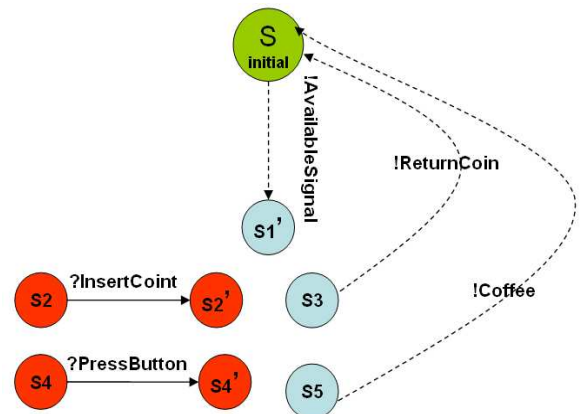 S
initial
!AvailableSignal
!ReturnCoin
S1'
?InsertCoint
S2
S2'
S3
!Coffee
?PressButton
S4
S4'
S5